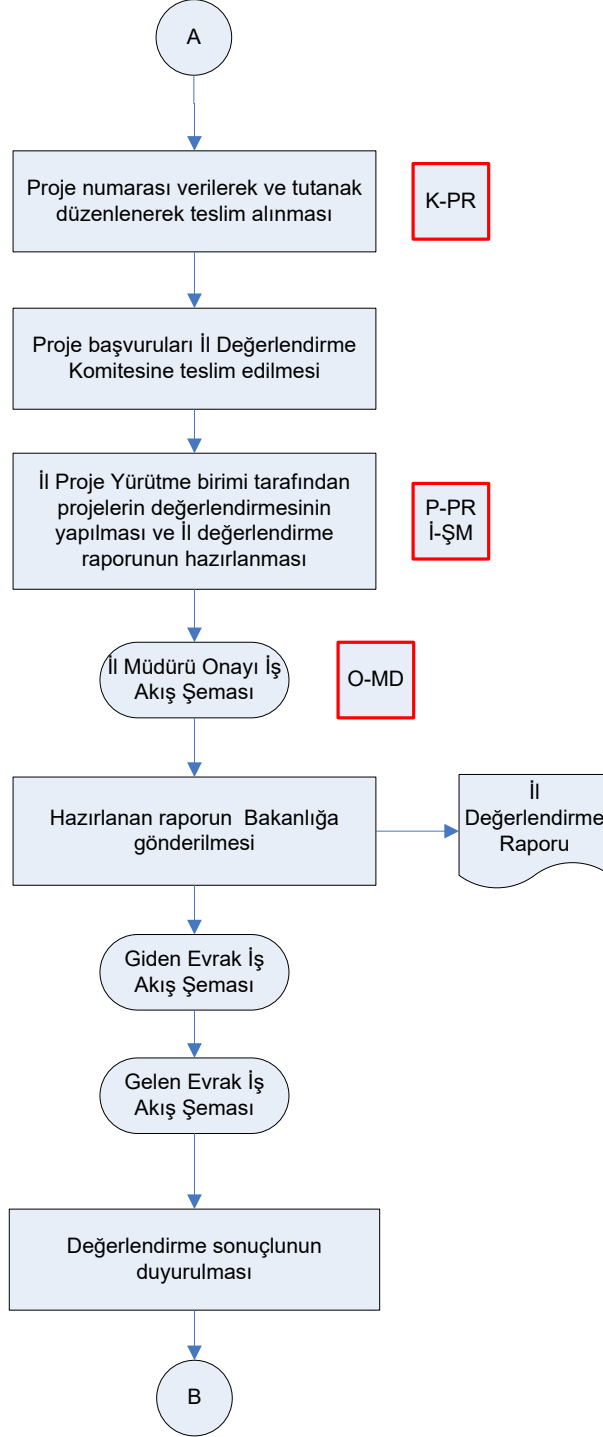 A
Proje numarası verilerek ve tutanak
düzenlenerek teslim alınması
K-PR
Proje başvuruları İl Değerlendirme
Komitesine teslim edilmesi
İl Proje Yürütme birimi tarafından
projelerin değerlendirmesinin
yapılması ve İl değerlendirme
raporunun hazırlanması
P-PR
İ-ŞM
İl Müdürü Onayı İş
Akış Şeması
O-MD
Hazırlanan raporun  Bakanlığa
gönderilmesi
İl
Değerlendirme
Raporu
Giden Evrak İş
Akış Şeması
Gelen Evrak İş
Akış Şeması
Değerlendirme sonuçlunun
duyurulması
B